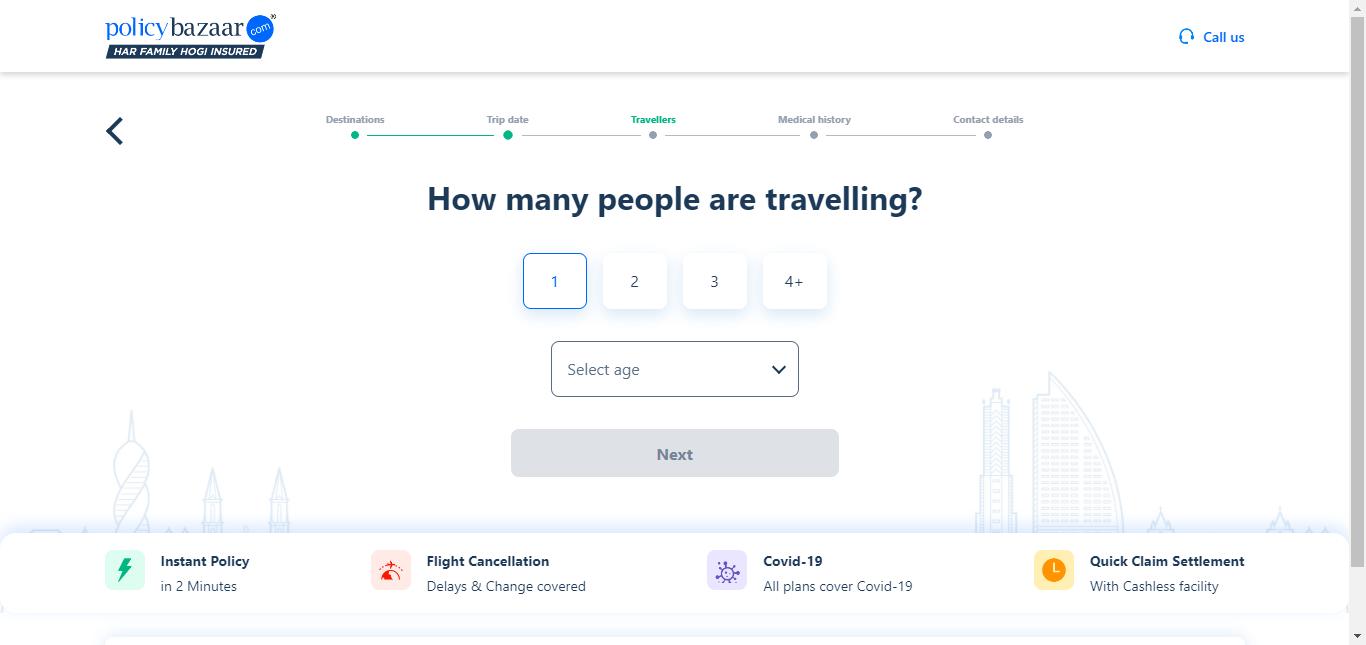 policybazaar.com®
HAR FAMILY HOGI INSURED
Call us
Destinations
Trip date
Travellers
Medical history
Contact details
How many people are travelling?
1
2
3
4+
Select age
Next
Instant Policy
in 2 Minutes
Flight Cancellation
Delays & Change covered
Covid-19
All plans cover Covid-19
Quick Claim Settlement
With Cashless facility